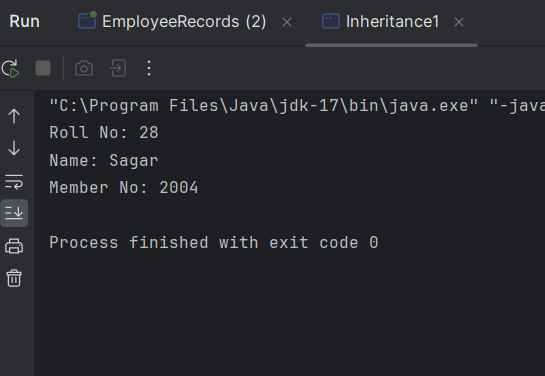 Run EmployeeRecords (2) Inheritance1
"C:\Program Files\Java\jdk-17\bin\java.exe" "-java
Roll No: 28
Name: Sagar
Member No: 2004
Process finished with exit code 0